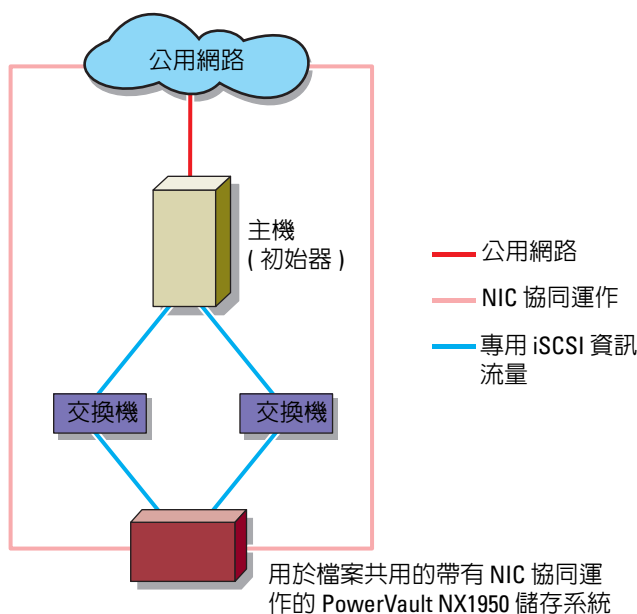 公用網路
主機
( 初始器 )
公用網路
NIC 協同運作
專用 iSCSI 資訊
流量
交換機
交換機
用於檔案共用的帶有 NIC 協同運
作的 PowerVault NX1950 儲存系統